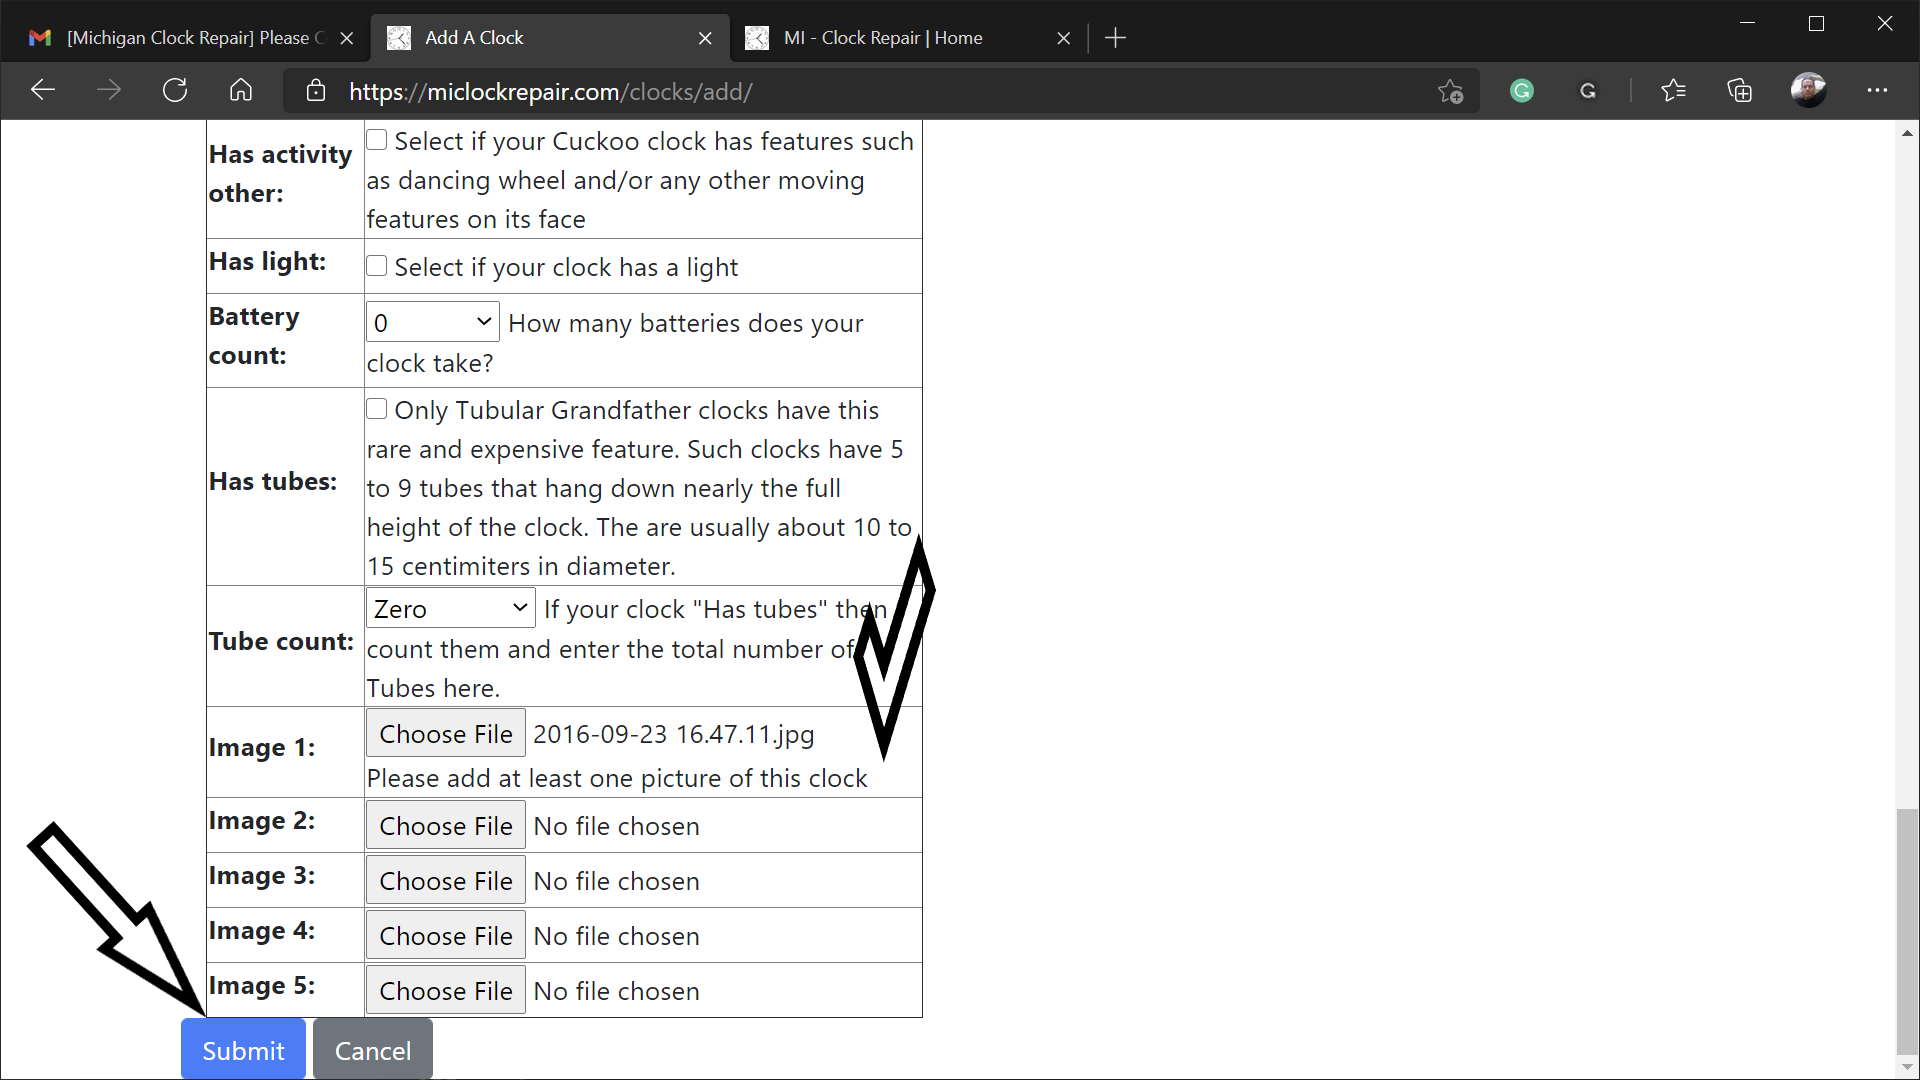 [Michigan Clock Repair] Please C
Add A Clock
MI - Clock Repair | Home
https://miclockrepair.com/clocks/add/
Has activity other:
Select if your Cuckoo clock has features such
as dancing wheel and/or any other moving
features on its face
Has light:
Select if your clock has a light
Battery count:
0 How many batteries does your
clock take?
Has tubes:
Only Tubular Grandfather clocks have this
rare and expensive feature. Such clocks have 5
to 9 tubes that hang down nearly the full
height of the clock. The are usually about 10 to
15 centimiters in diameter.
Tube count:
Zero If your clock "Has tubes" then
count them and enter the total number of
Tubes here.
Image 1:
Choose File 2016-09-23 16.47.11.jpg
Please add at least one picture of this clock
Image 2:
Choose File No file chosen
Image 3:
Choose File No file chosen
Image 4:
Choose File No file chosen
Image 5:
Choose File No file chosen
Submit Cancel